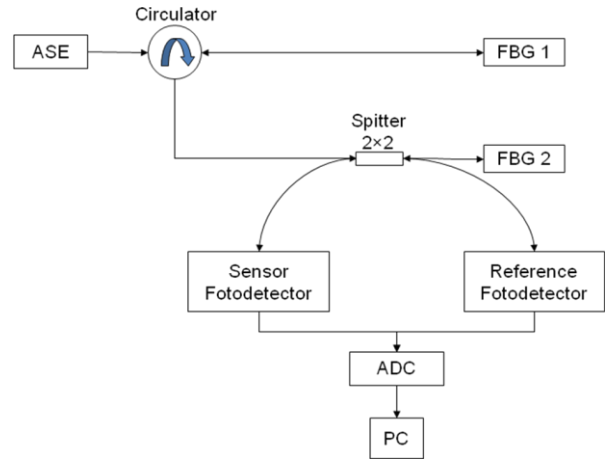 Circulator
ASE
FBG 1
Spitter
2×2
FBG 2
Sensor
Fotodetector
Reference
Fotodetector
ADC
PC